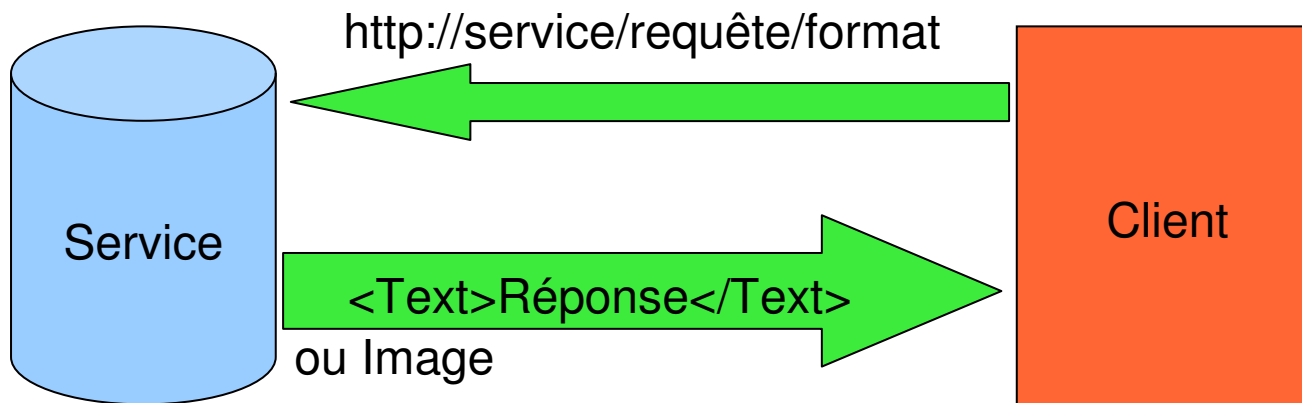 http://service/requête/format
Service
Client
<Text>Réponse</Text>
ou Image